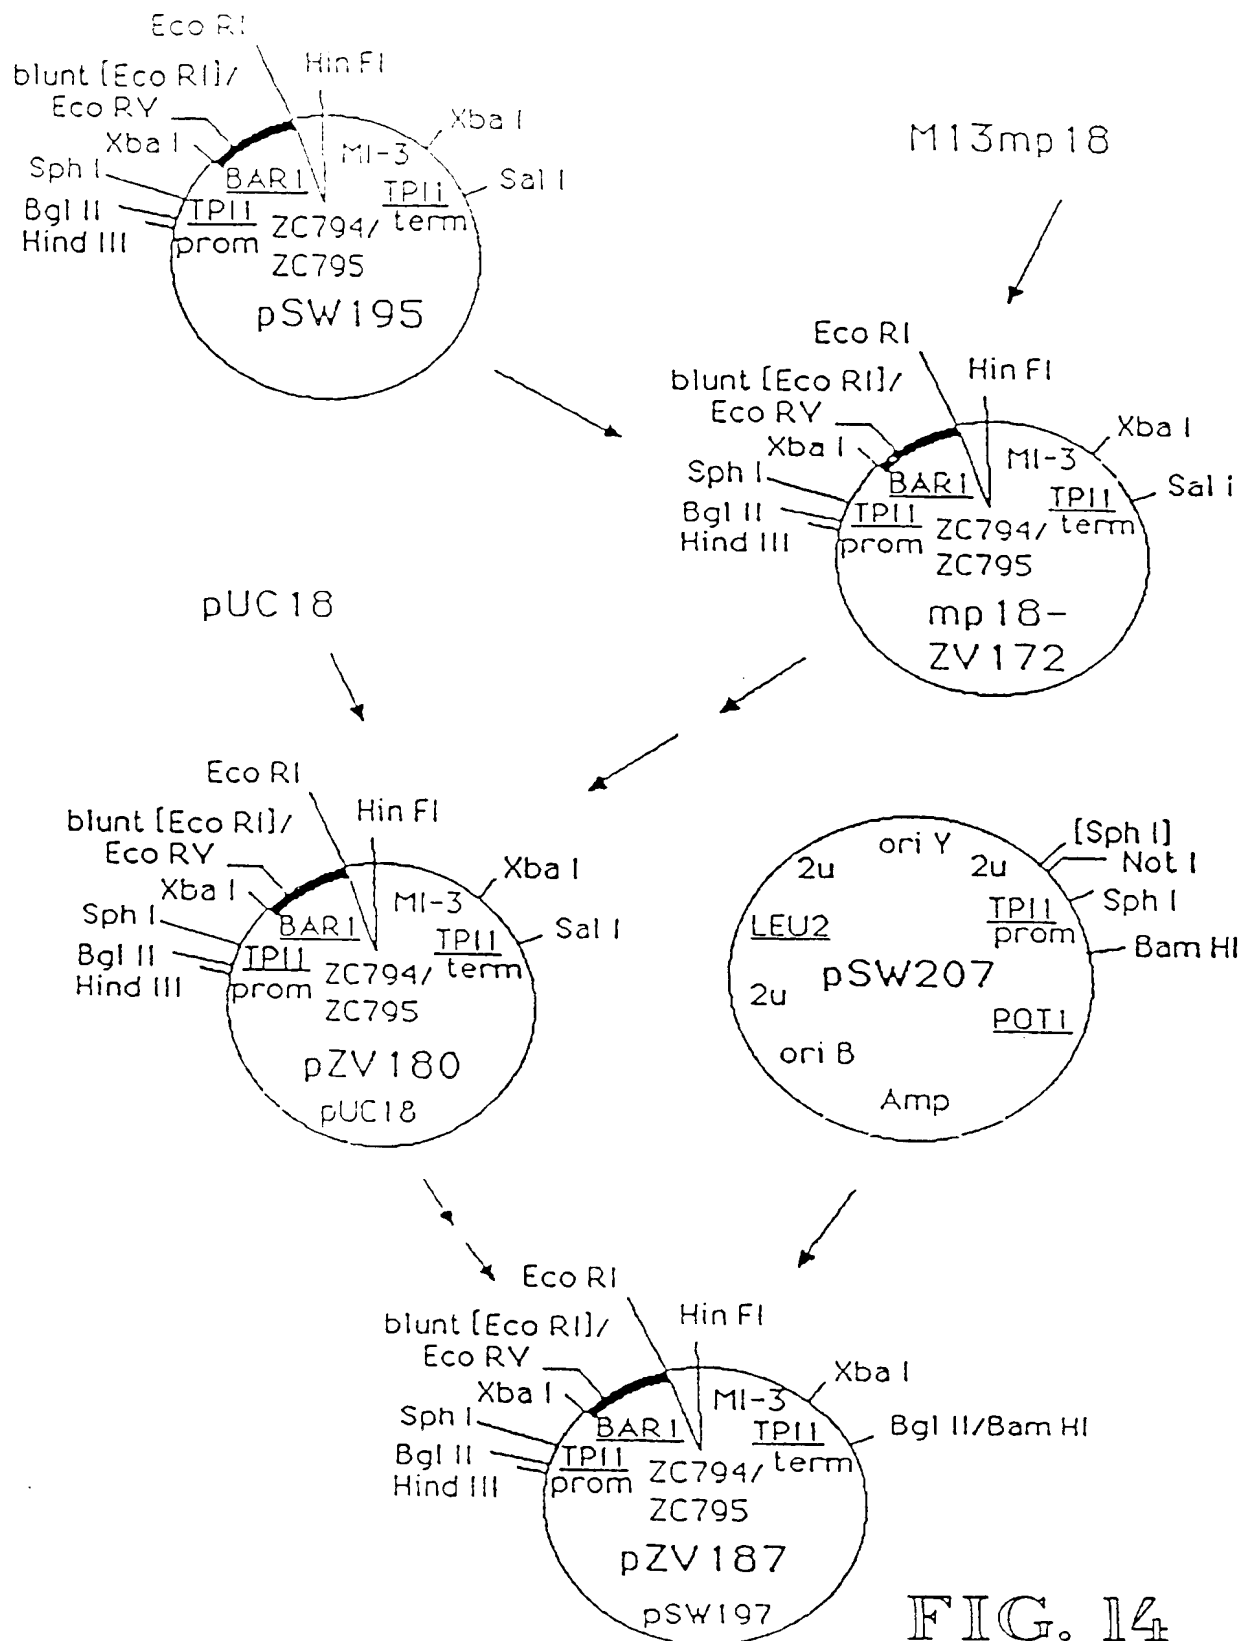 Eco RI
Hin FI
blunt [Eco RI]/
Eco RY
Xba I
Xba I
Sph I
Sal I
Bgl II
Hind III
BAR1
MI-3
TPI1
prom
TPI1
term
ZC794/
ZC795
pSW195
M13mp18
Eco RI
Hin FI
blunt [Eco RI]/
Eco RY
Xba I
Xba I
Sph I
Sal I
Bgl II
Hind III
BAR1
MI-3
TPI1
prom
TPI1
term
ZC794/
ZC795
mp18-
ZV172
pUC18
Eco RI
Hin FI
blunt [Eco RI]/
Eco RY
Xba I
Xba I
Sph I
Sal I
Bgl II
Hind III
BAR1
MI-3
TPI1
prom
TPI1
term
ZC794/
ZC795
pZV180
pUC18
ori Y
2u
2u
[Sph I]
Not I
Sph I
LEU2
TPI1
prom
Bam HI
pSW207
2u
POT1
ori B
Amp
Eco RI
Hin FI
blunt [Eco RI]/
Eco RY
Xba I
Xba I
Sph I
Bgl II/Bam HI
Bgl II
Hind III
BAR1
MI-3
TPI1
prom
TPI1
term
ZC794/
ZC795
pZV187
pSW197
FIG. 14